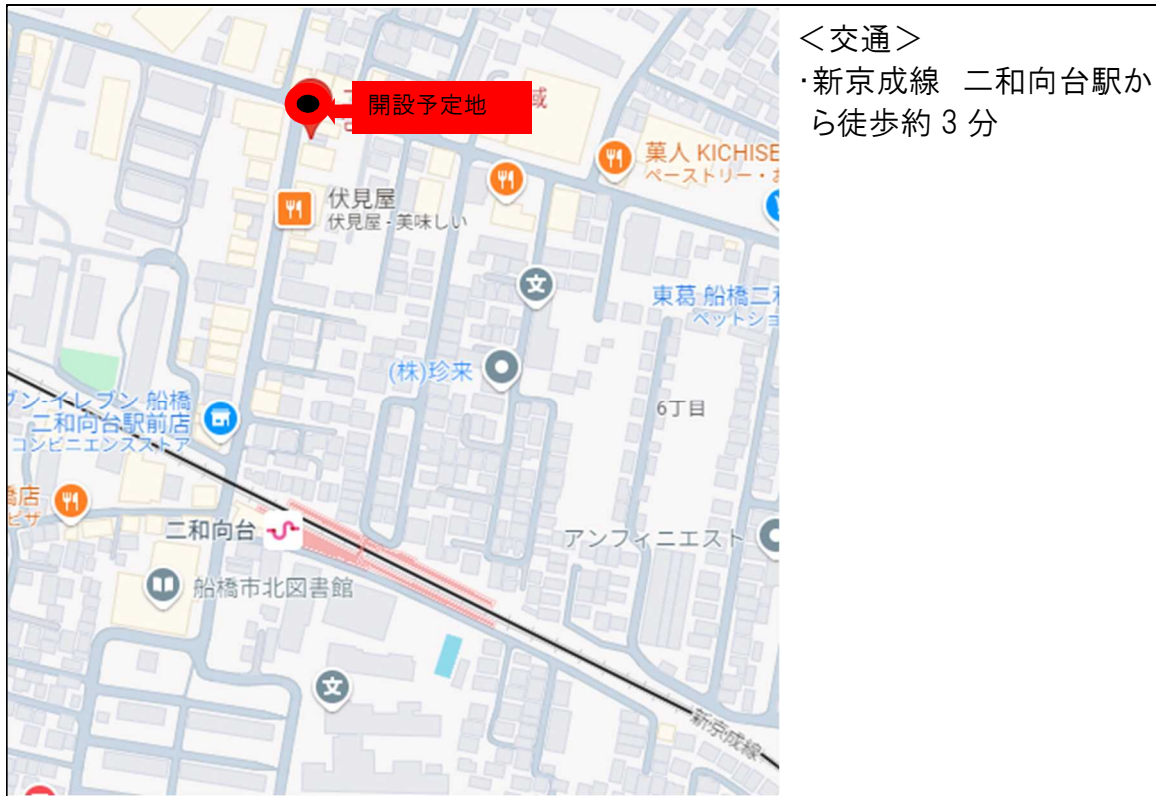 <交通>
・新京成線 二和向台駅か
ら徒歩約 3 分
開設予定地
域
菓人 KICHISE
ペーストリー・お
伏見屋
伏見屋 - 美味しい
東葛 船橋二和
ペットショ
(株)珍来
6丁目
ブン-イレブン 船橋
二和向台駅前店
コンビニエンスストア
橋店
ピザ
二和向台
アンフィニエスト
船橋市北図書館
新京成線